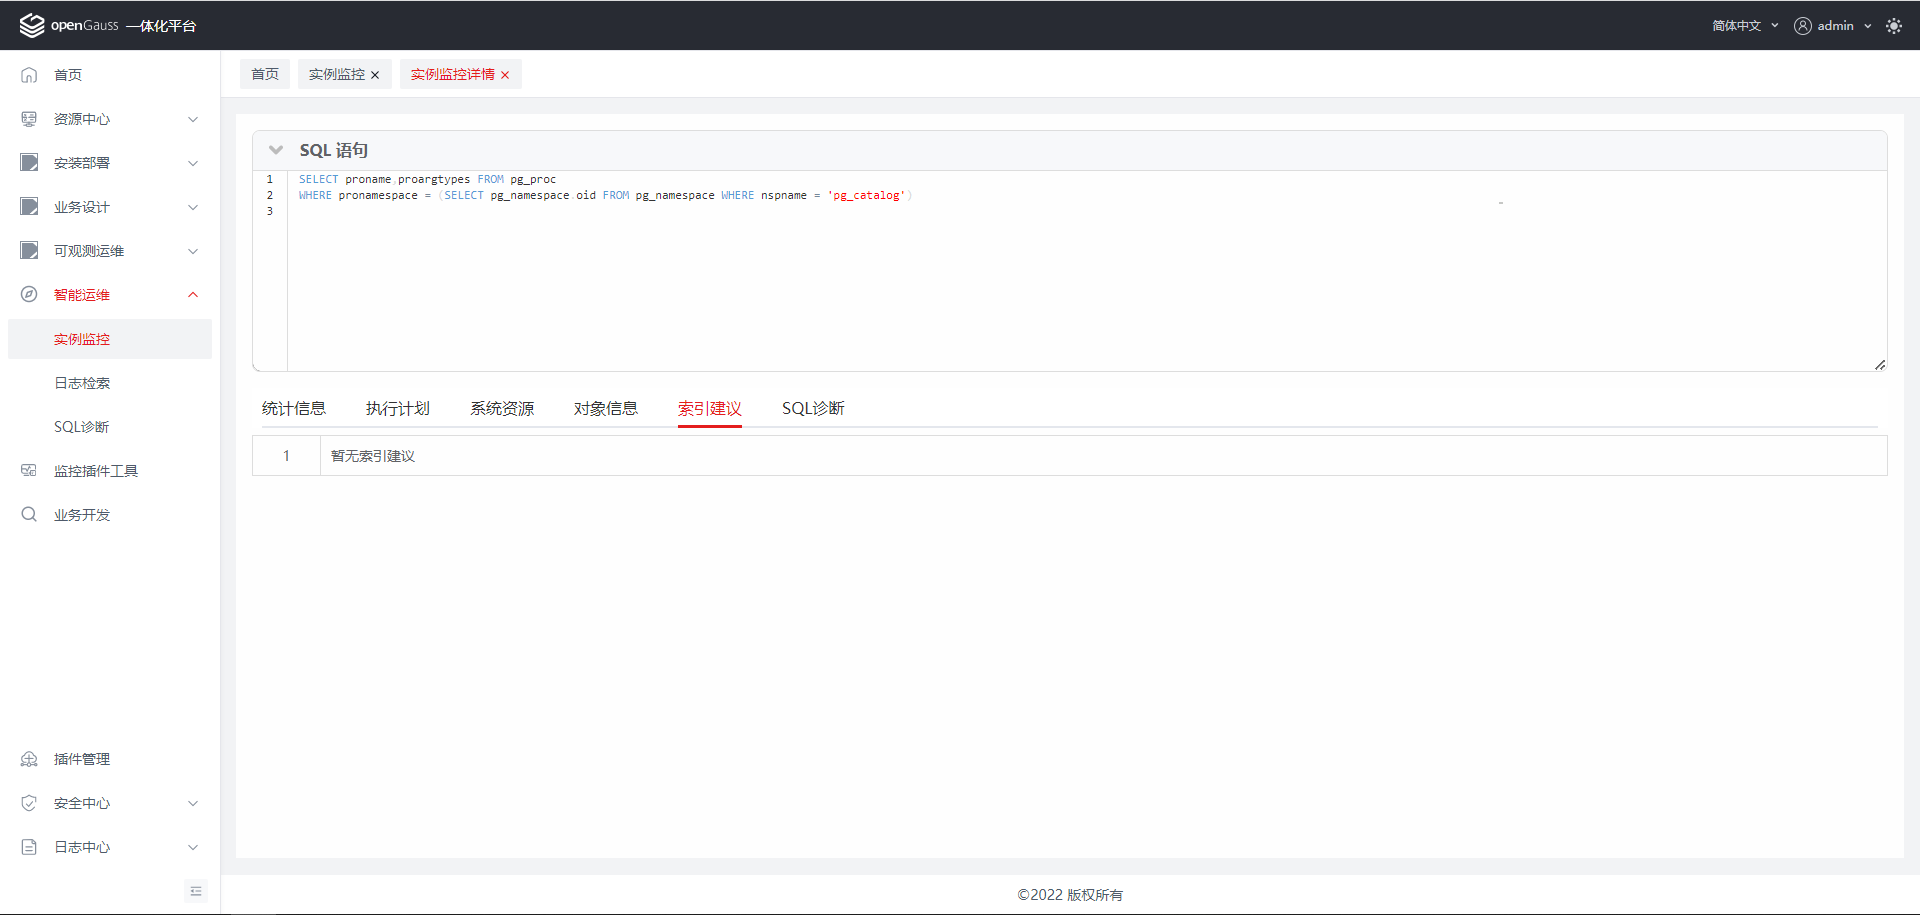 openGauss 一体化平台
简体中文
admin
首页
资源中心
安装部署
业务设计
可观测运维
智能运维
实例监控
日志检索
SQL诊断
监控插件工具
业务开发
插件管理
安全中心
日志中心
首页
实例监控
实例监控详情
SQL 语句
1 SELECT proname,proargtypes FROM pg_proc
2 WHERE pronamespace = (SELECT pg_namespace.oid FROM pg_namespace WHERE nspname = 'pg_catalog')
3
统计信息 执行计划 系统资源 对象信息 索引建议 SQL诊断
1 暂无索引建议
©2022 版权所有